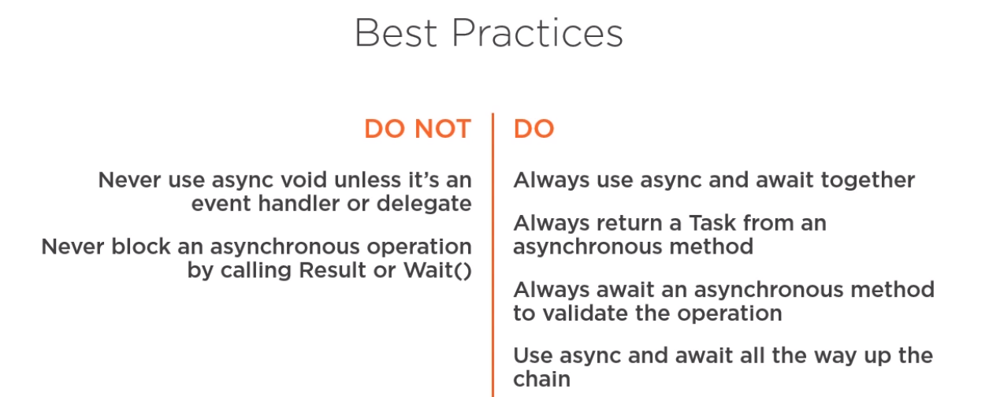 Best Practices
DO NOT
Never use async void unless it’s an
event handler or delegate
Never block an asynchronous operation
by calling Result or Wait()
DO
Always use async and await together
Always return a Task from an
asynchronous method
Always await an asynchronous method
to validate the operation
Use async and await all the way up the
chain